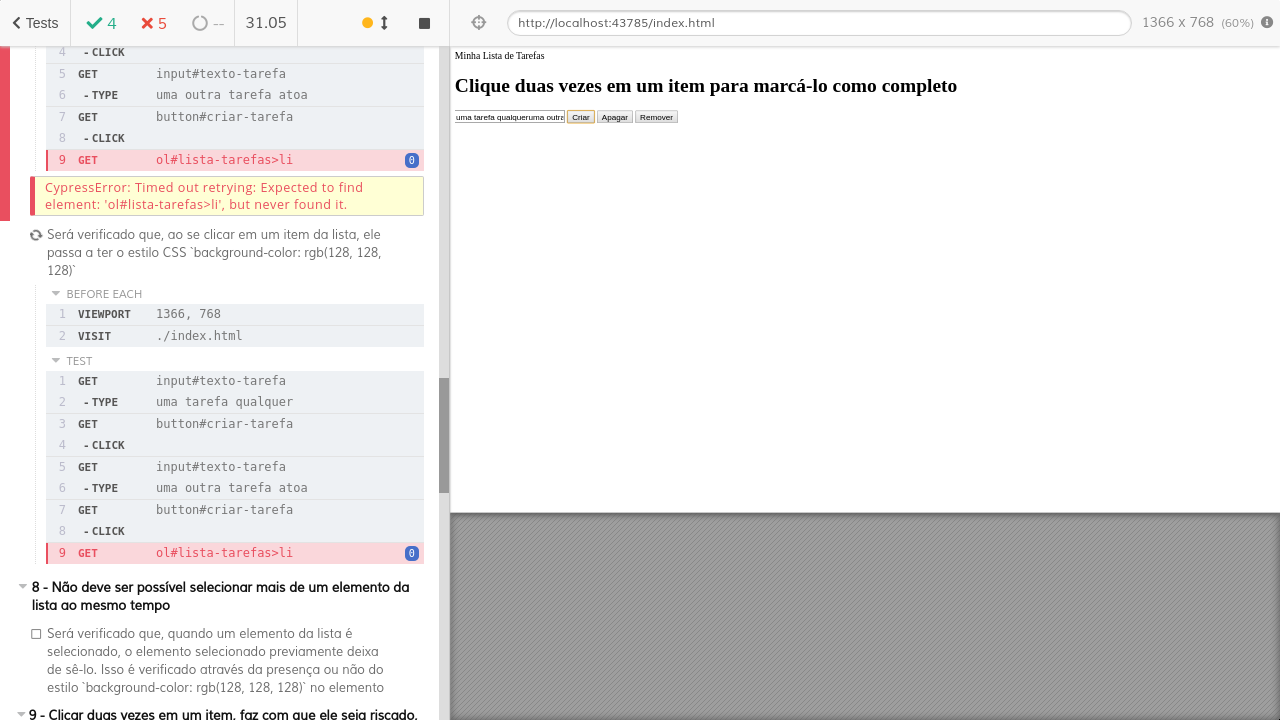 Tests 4 5 -- 31.05
http://localhost:43785/index.html 1366 x 768 (60%)
4 - CLICK
5 GET input#texto-tarefa
6 - TYPE uma outra tarefa atoa
7 GET button#criar-tarefa
8 - CLICK
9 GET ol#lista-tarefas>li 0
CypressError: Timed out retrying: Expected to find
element: 'ol#lista-tarefas>li', but never found it.
Será verificado que, ao se clicar em um item da lista, ele
passa a ter o estilo CSS `background-color: rgb(128, 128,
128)`
BEFORE EACH
1 VIEWPORT 1366, 768
2 VISIT ./index.html
TEST
1 GET input#texto-tarefa
2 - TYPE uma tarefa qualquer
3 GET button#criar-tarefa
4 - CLICK
5 GET input#texto-tarefa
6 - TYPE uma outra tarefa atoa
7 GET button#criar-tarefa
8 - CLICK
9 GET ol#lista-tarefas>li 0
8 - Não deve ser possível selecionar mais de um elemento da
lista ao mesmo tempo
Será verificado que, quando um elemento da lista é
selecionado, o elemento selecionado previamente deixa
de sê-lo. Isso é verificado através da presença ou não do
estilo `background-color: rgb(128, 128, 128)` no elemento
9 - Clicar duas vezes em um item, faz com que ele seja riscado,
Minha Lista de Tarefas
Clique duas vezes em um item para marcá-lo como completo
uma tarefa qualqueruma outra Criar Apagar Remover